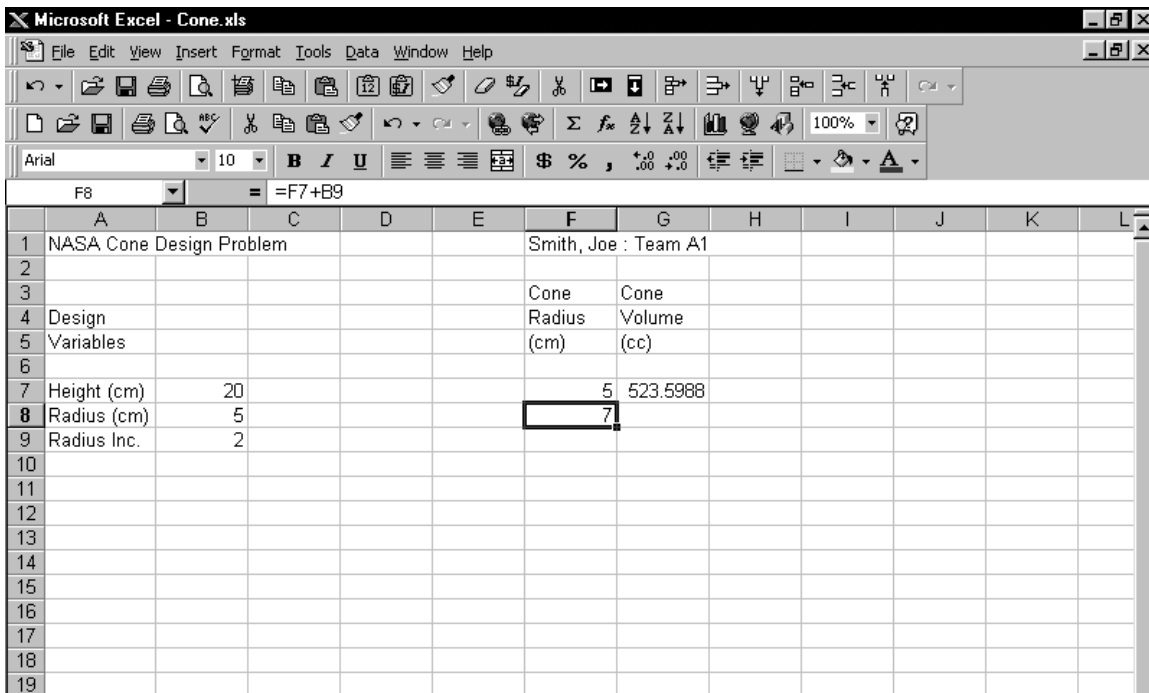 Microsoft Excel - Cone.xls
File Edit View Insert Format Tools Data Window Help
100%
Arial 10 B I U $ % , .00 .00 A
F8 = =F7+B9
A B C D E F G H I J K L
1 NASA Cone Design Problem Smith, Joe : Team A1
2
3 Cone Cone
4 Design Radius Volume
5 Variables (cm) (cc)
6
7 Height (cm) 20 5 523.5988
8 Radius (cm) 5 7
9 Radius Inc. 2
10
11
12
13
14
15
16
17
18
19